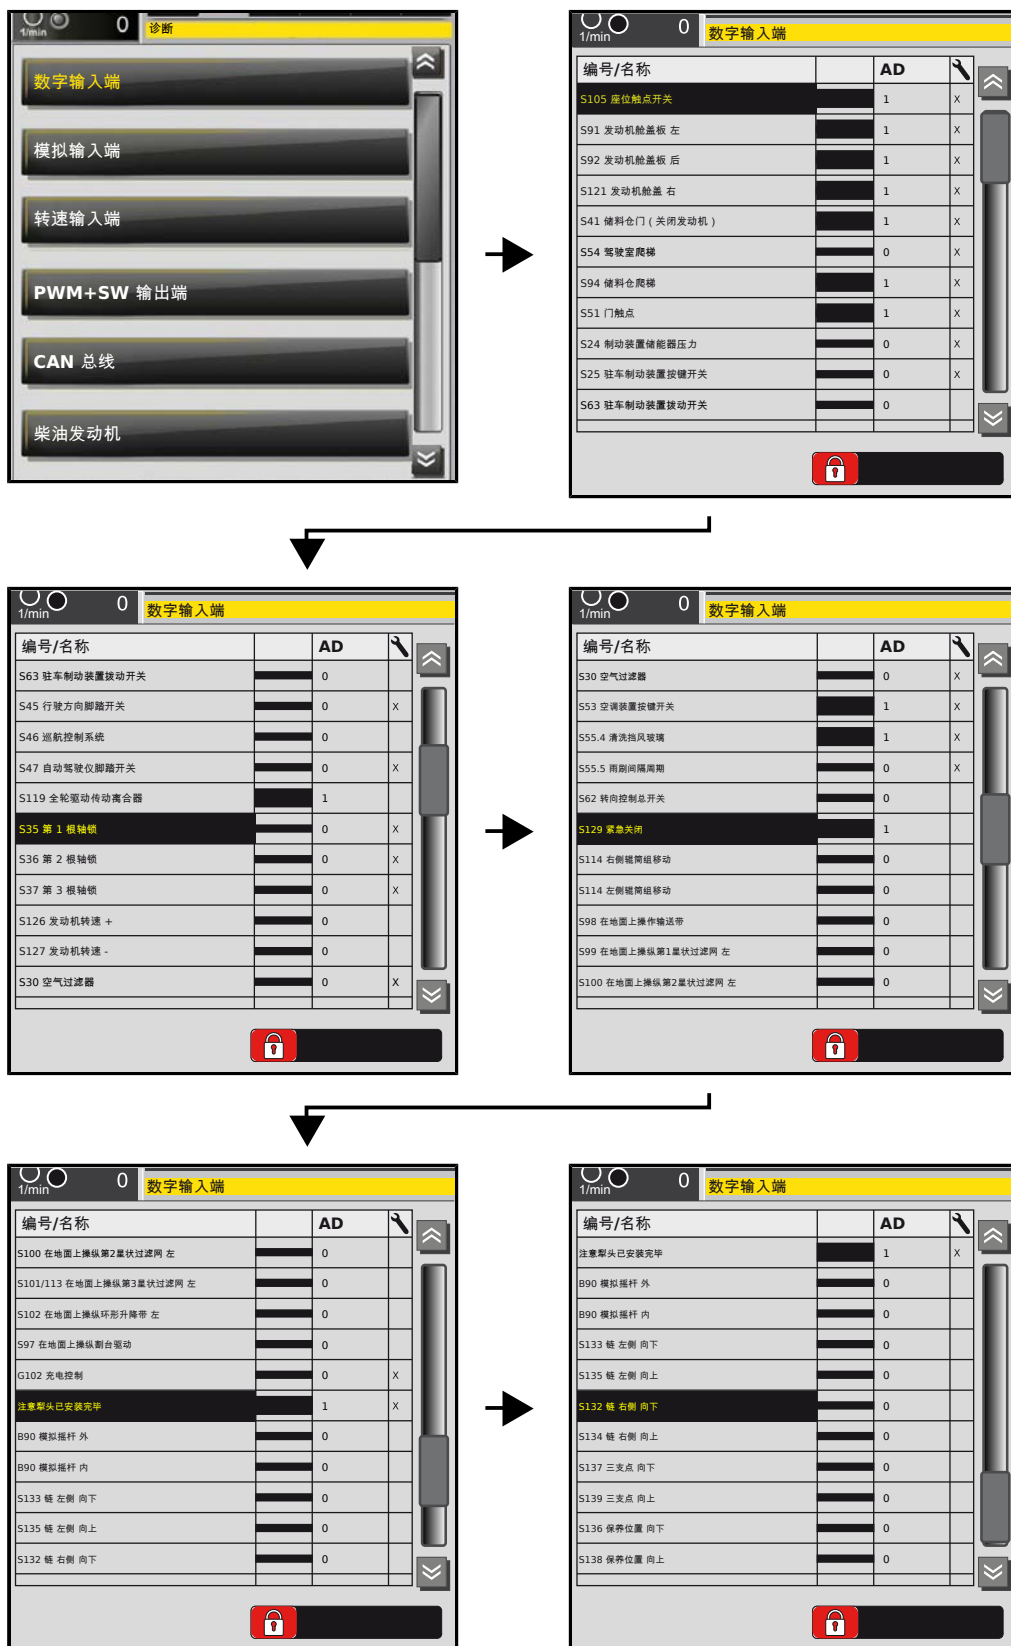 1/min 0 诊断
数字输入端
模拟输入端
转速输入端
PWM+SW 输出端
CAN 总线
柴油发动机
1/min 0 数字输入端
编号/名称 AD
S105 座位触点开关 1 X
S91 发动机舱盖板 左 1 X
S92 发动机舱盖板 后 1 X
S121 发动机舱盖 右 1 X
S41 储料仓门 ( 关闭发动机 ) 1 X
S54 驾驶室爬梯 0 X
S94 储料仓爬梯 1 X
S51 门触点 1 X
S24 制动装置储能器压力 0 X
S25 驻车制动装置按键开关 0 X
S63 驻车制动装置拨动开关 0
1/min 0 数字输入端
编号/名称 AD
S63 驻车制动装置拨动开关 0
S45 行驶方向脚踏开关 0 X
S46 巡航控制系统 0
S47 自动驾驶仪脚踏开关 0 X
S119 全轮驱动传动离合器 1
S35 第 1 根轴锁 0 X
S36 第 2 根轴锁 0 X
S37 第 3 根轴锁 0 X
S126 发动机转速 + 0
S127 发动机转速 - 0
S30 空气过滤器 0 X
1/min 0 数字输入端
编号/名称 AD
S30 空气过滤器 0 X
S53 空调装置按键开关 1 X
S55.4 清洗挡风玻璃 1 X
S55.5 雨刷间隔周期 0 X
S62 转向控制总开关 0
S129 紧急关闭 1
S114 右侧辊筒组移动 0
S114 左侧辊筒组移动 0
S98 在地面上操作输送带 0
S99 在地面上操纵第1星状过滤网 左 0
S100 在地面上操纵第2星状过滤网 左 0
1/min 0 数字输入端
编号/名称 AD
S100 在地面上操纵第2星状过滤网 左 0
S101/113 在地面上操纵第3星状过滤网 左 0
S102 在地面上操纵环形升降带 左 0
S97 在地面上操纵割台驱动 0
G102 充电控制 0 X
注意犁头已安装完毕 1 X
B90 模拟摇杆 外 0
B90 模拟摇杆 内 0
S133 链 左侧 向下 0
S135 链 左侧 向上 0
S132 链 右侧 向下 0
1/min 0 数字输入端
编号/名称 AD
注意犁头已安装完毕 1 X
B90 模拟摇杆 外 0
B90 模拟摇杆 内 0
S133 链 左侧 向下 0
S135 链 左侧 向上 0
S132 链 右侧 向下 0
S134 链 右侧 向上 0
S137 三支点 向下 0
S139 三支点 向上 0
S136 保养位置 向下 0
S138 保养位置 向上 0